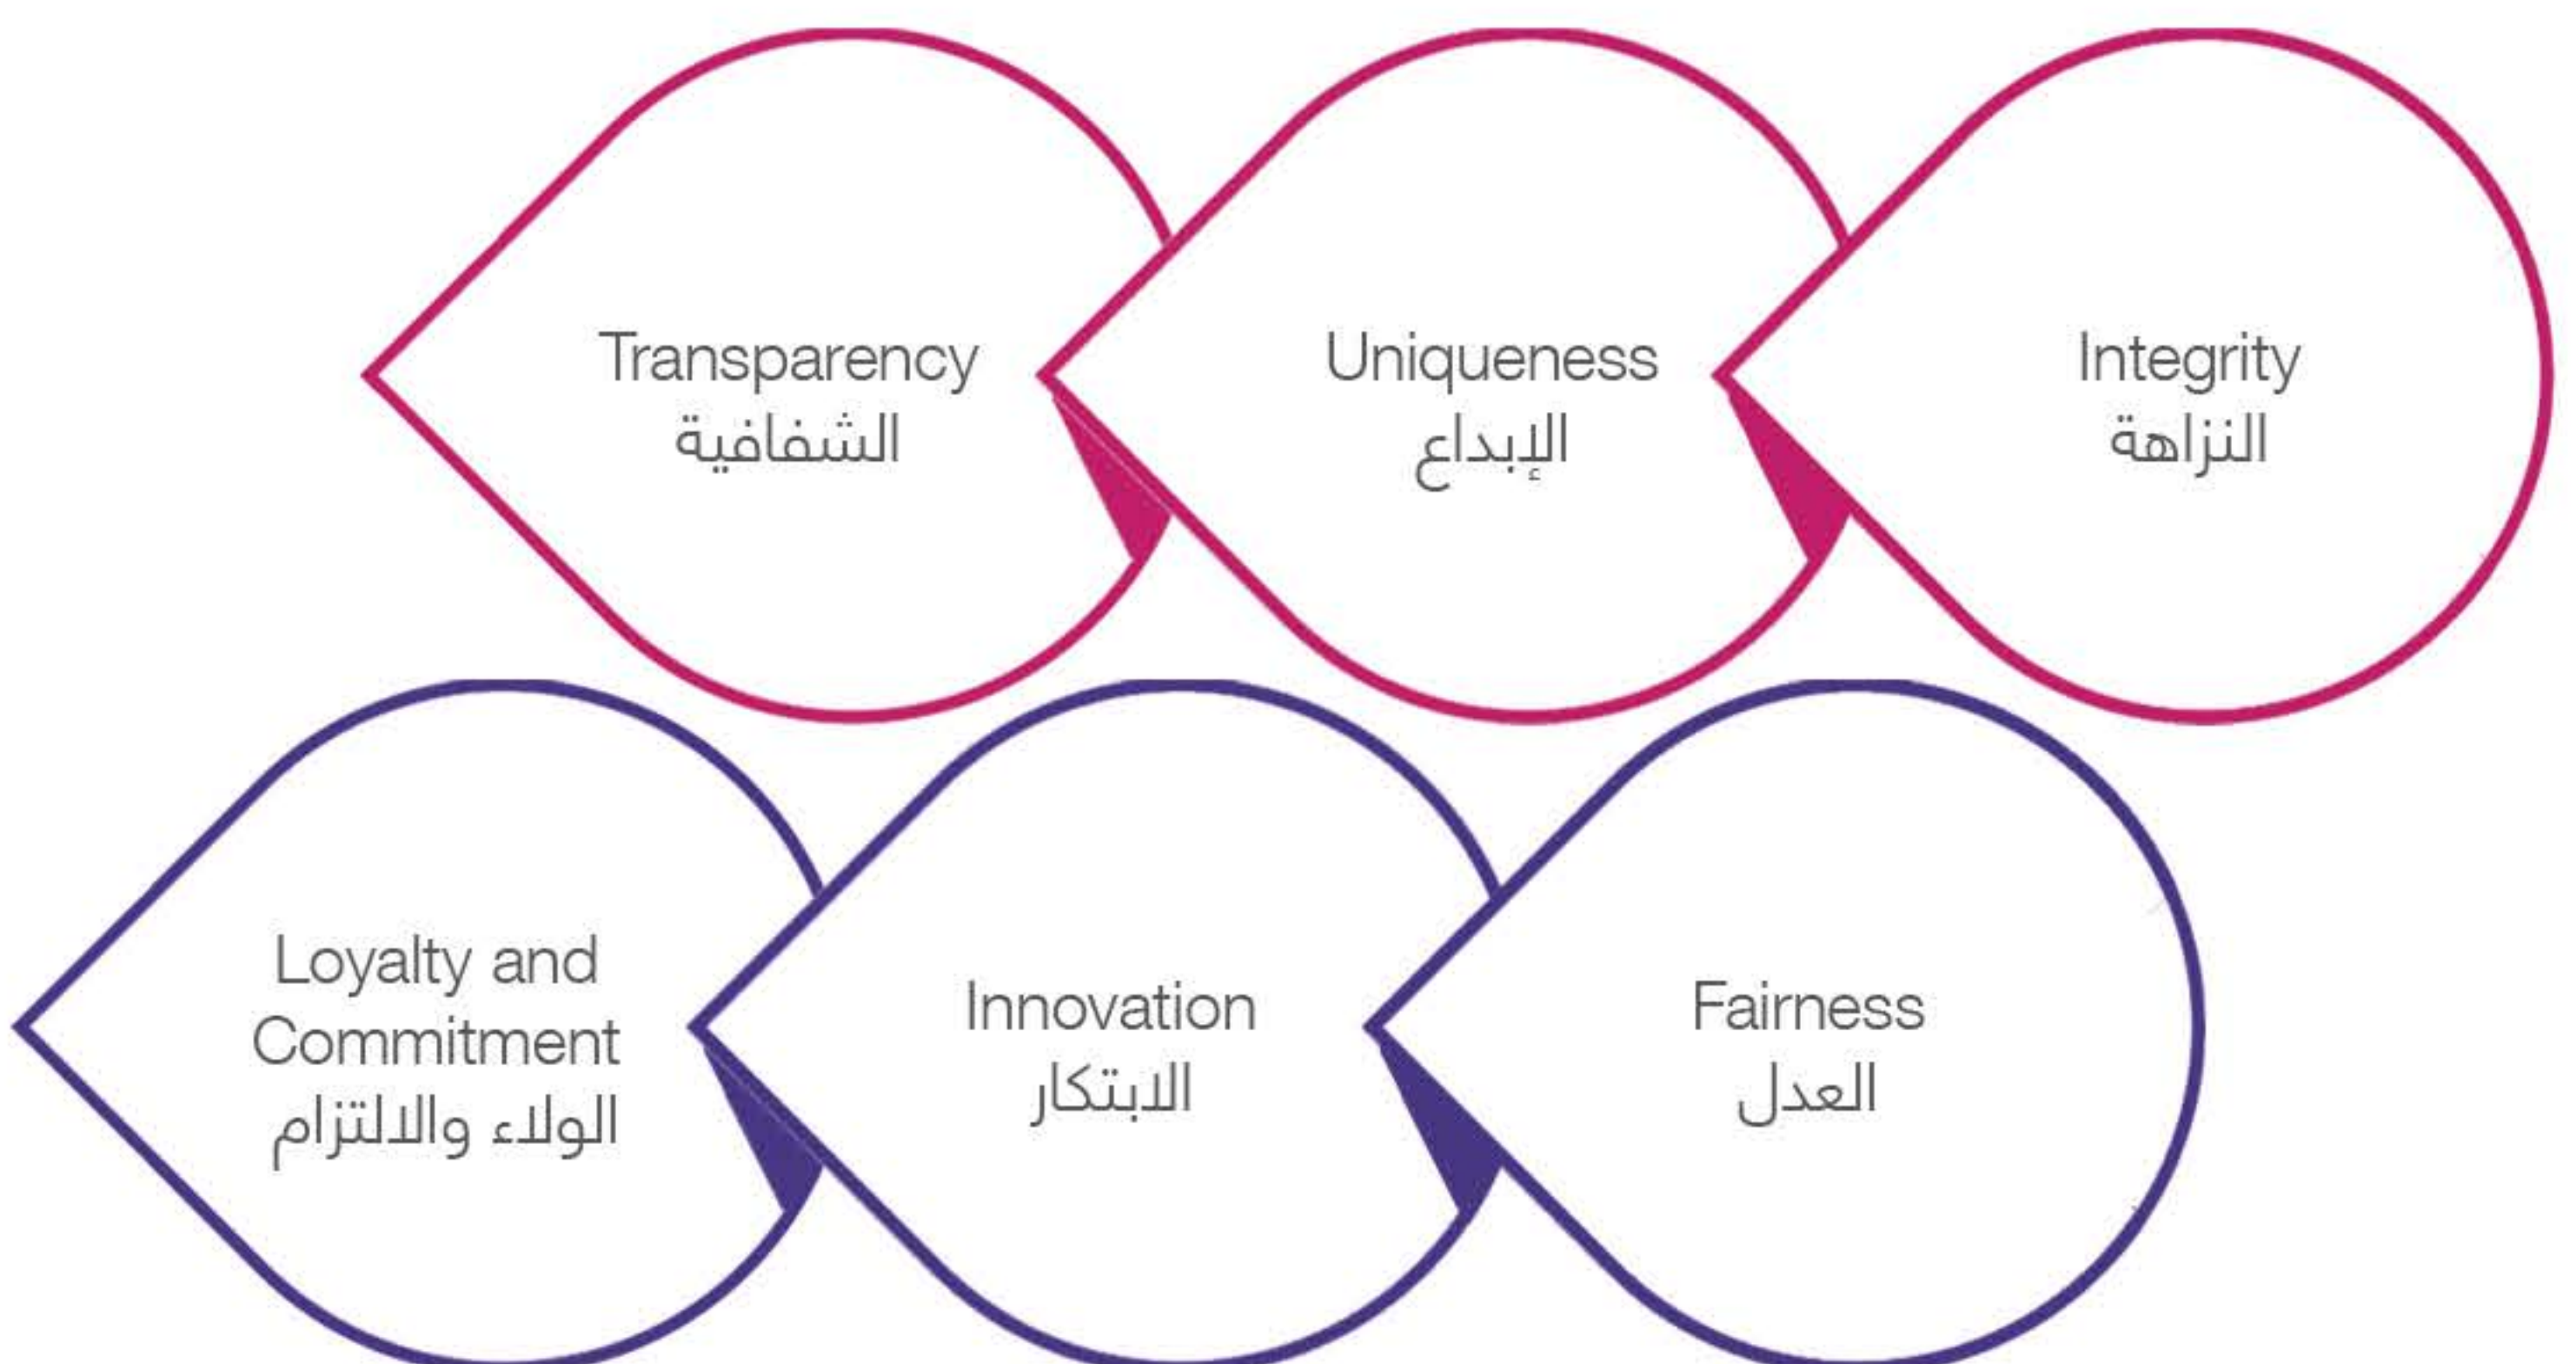 Transparency
الشفافية
Uniqueness
الإبداع
Integrity
النزاهة
Loyalty and
Commitment
الولاء والالتزام
Innovation
الابتكار
Fairness
العدل